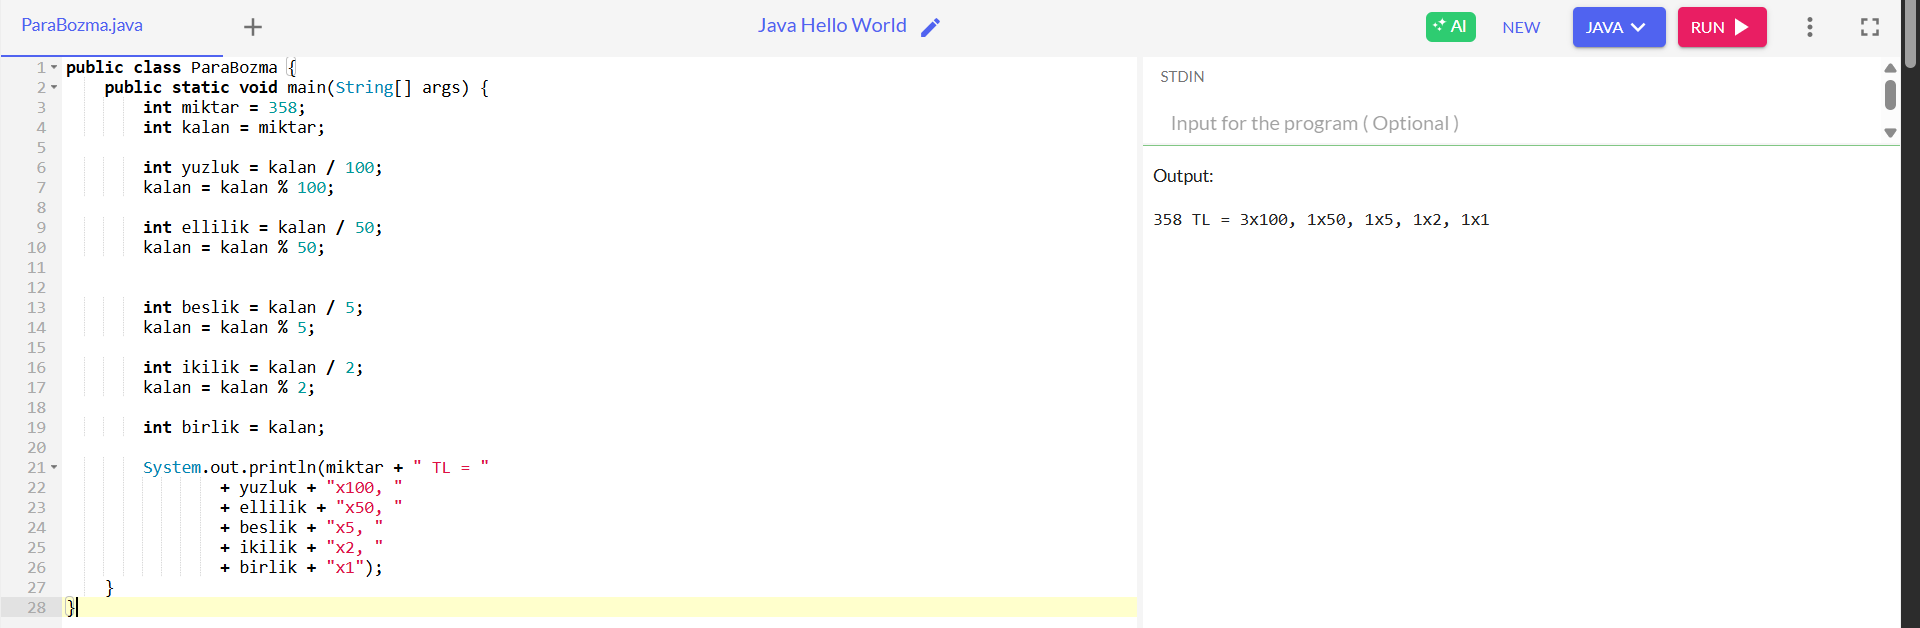 ParaBozma.java
+
Java Hello World
AI
NEW
JAVA
RUN
1 public class ParaBozma {
2     public static void main(String[] args) {
3         int miktar = 358;
4         int kalan = miktar;
5
6         int yuzluk = kalan / 100;
7         kalan = kalan % 100;
8
9         int ellilik = kalan / 50;
10         kalan = kalan % 50;
11
12
13         int beslik = kalan / 5;
14         kalan = kalan % 5;
15
16         int ikilik = kalan / 2;
17         kalan = kalan % 2;
18
19         int birlik = kalan;
20
21         System.out.println(miktar + " TL = "
22                 + yuzluk + "x100, "
23                 + ellilik + "x50, "
24                 + beslik + "x5, "
25                 + ikilik + "x2, "
26                 + birlik + "x1");
27     }
28 }
STDIN
Input for the program ( Optional )
Output:
358 TL = 3x100, 1x50, 1x5, 1x2, 1x1